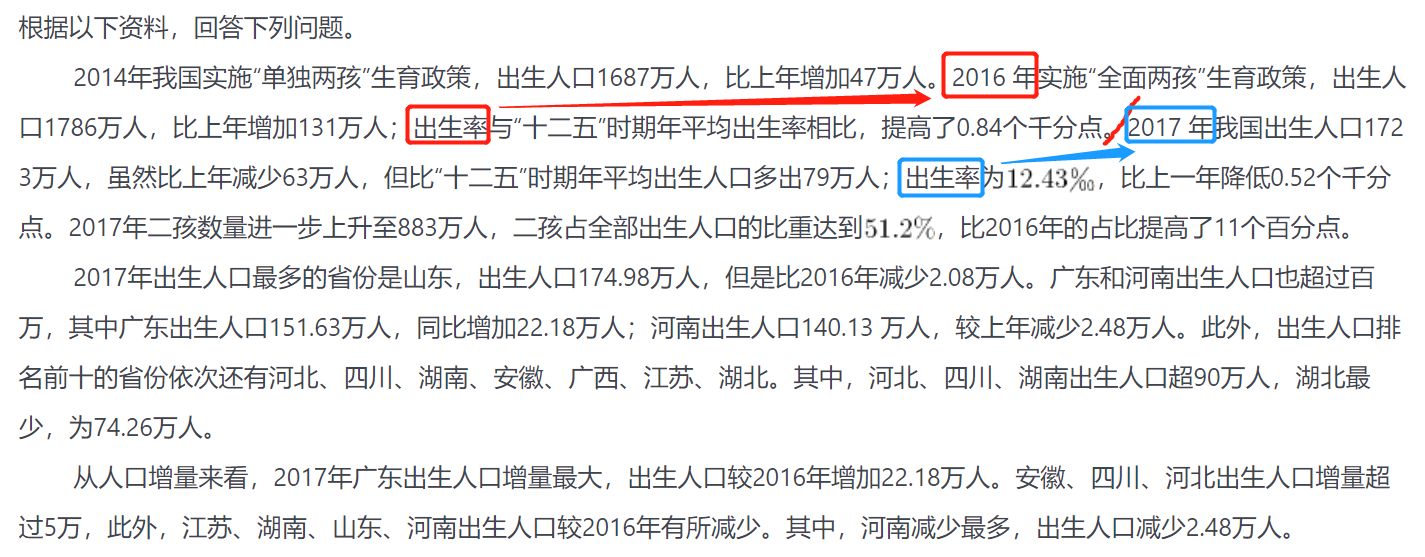 根据以下资料，回答下列问题。
2014年我国实施“单独两孩”生育政策，出生人口1687万人，比上年增加47万人。2016 年实施“全面两孩”生育政策，出生人
口1786万人，比上年增加131万人；出生率与“十二五”时期年平均出生率相比，提高了0.84个千分点。2017 年我国出生人口172
3万人，虽然比上年减少63万人，但比“十二五”时期年平均出生人口多出79万人；出生率为12.43‰，比上一年降低0.52个千分
点。2017年二孩数量进一步上升至883万人，二孩占全部出生人口的比重达到51.2%，比2016年的占比提高了11个百分点。
2017年出生人口最多的省份是山东，出生人口174.98万人，但是比2016年减少2.08万人。广东和河南出生人口也超过百
万，其中广东出生人口151.63万人，同比增加22.18万人；河南出生人口140.13 万人，较上年减少2.48万人。此外，出生人口排
名前十的省份依次还有河北、四川、湖南、安徽、广西、江苏、湖北。其中，河北、四川、湖南出生人口超90万人，湖北最
少，为74.26万人。
从人口增量来看，2017年广东出生人口增量最大，出生人口较2016年增加22.18万人。安徽、四川、河北出生人口增量超
过5万，此外，江苏、湖南、山东、河南出生人口较2016年有所减少。其中，河南减少最多，出生人口减少2.48万人。